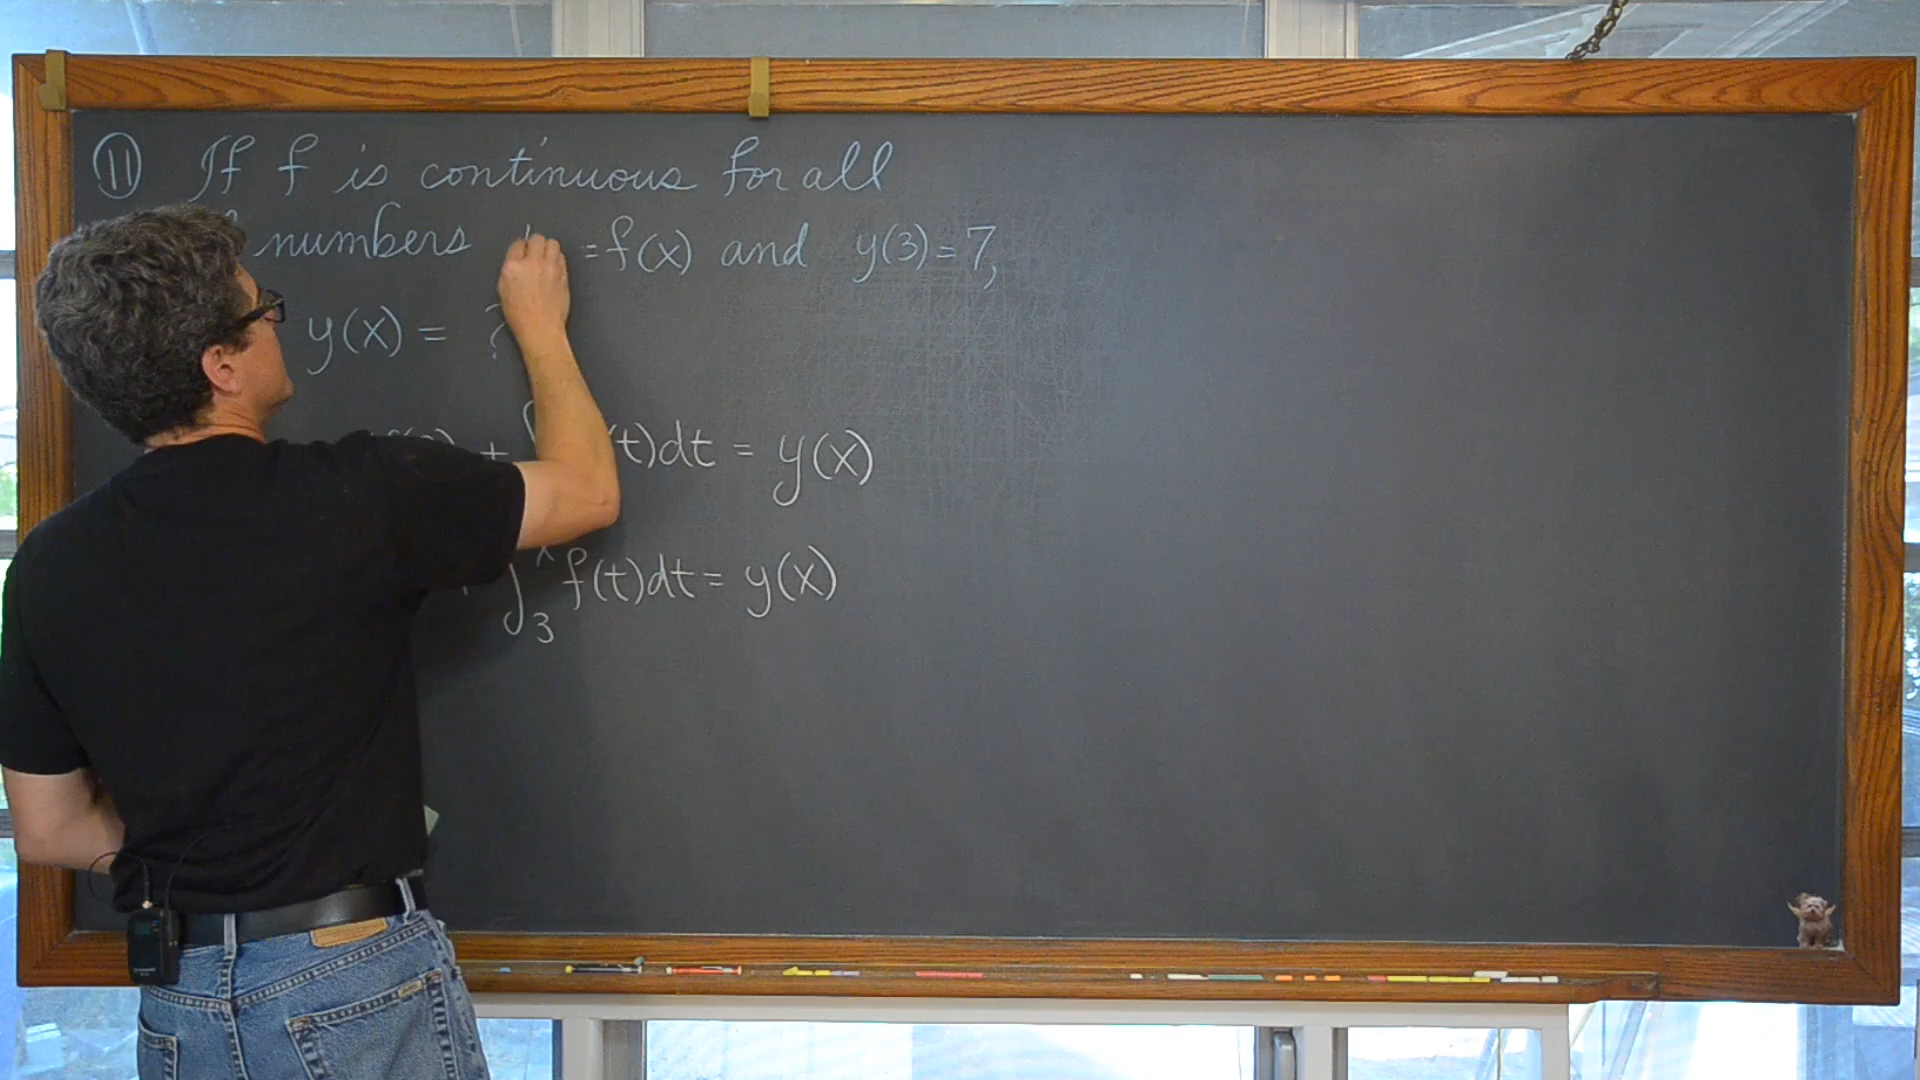 ⑪ If f is continuous for all
numbers = f(x) and y(3) = 7,
y(x) = ?
+ ∫ (t)dt = y(x)
∫₃ˣ f(t)dt = y(x)